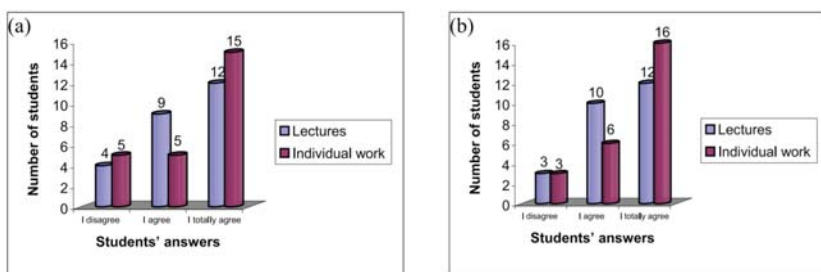 (a)
16
14
12
10
8
6
4
2
0
Number of students
4
5
9
5
12
15
I disagree
I agree
I totally agree
Students' answers
Lectures
Individual work
(b)
16
14
12
10
8
6
4
2
0
Number of students
3
3
10
6
12
16
I disagree
I agree
I totally agree
Students' answers
Lectures
Individual work